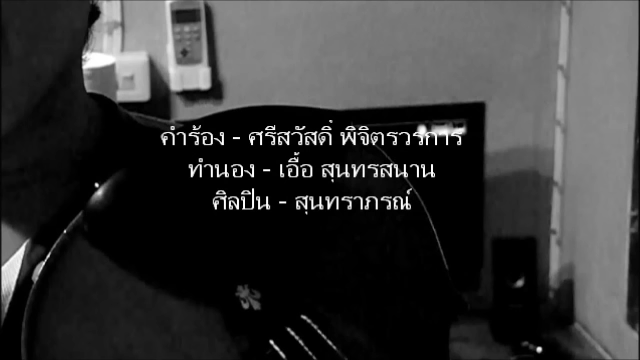 คำร้อง - ศรีสวัสดิ์ พิจิตรวรการ
ทำนอง - เอื้อ สุนทรสนาน
ศิลปิน - สุนทราภรณ์